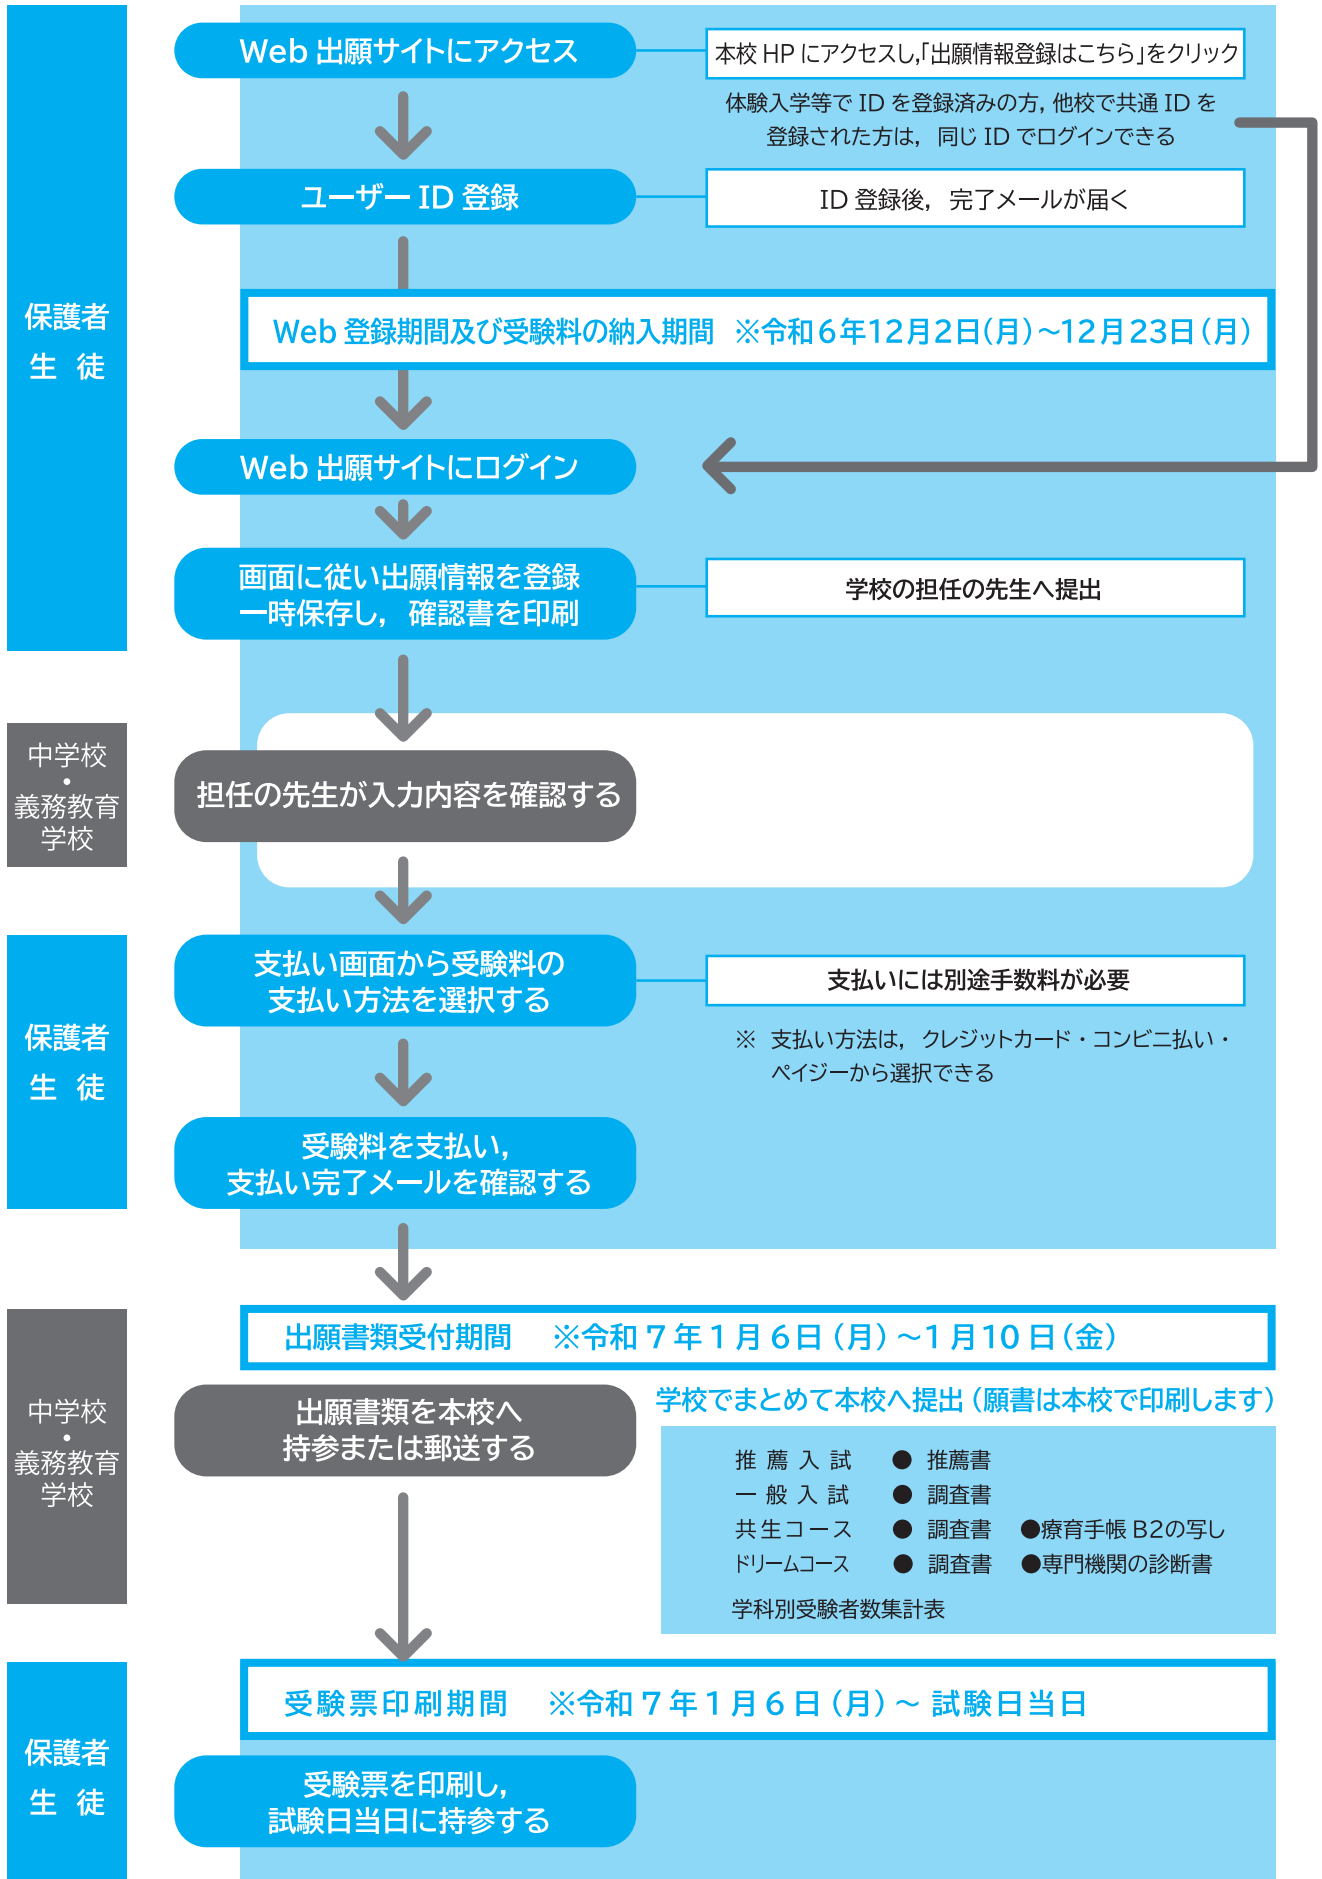 Web 出願サイトにアクセス
本校 HP にアクセスし,「出願情報登録はこちら」をクリック
体験入学等で ID を登録済みの方, 他校で共通 ID を
登録された方は, 同じ ID でログインできる
ユーザー ID 登録
ID 登録後, 完了メールが届く
保護者
生 徒
Web 登録期間及び受験料の納入期間 ※令和6年12月2日(月)～12月23日(月)
Web 出願サイトにログイン
画面に従い出願情報を登録
一時保存し, 確認書を印刷
学校の担任の先生へ提出
中学校
・
義務教育
学校
担任の先生が入力内容を確認する
保護者
生 徒
支払い画面から受験料の
支払い方法を選択する
支払いには別途手数料が必要
※ 支払い方法は, クレジットカード・コンビニ払い・
ペイジーから選択できる
受験料を支払い,
支払い完了メールを確認する
中学校
・
義務教育
学校
出願書類受付期間 ※令和 7 年 1 月 6 日 (月) ～1 月 10 日 (金)
出願書類を本校へ
持参または郵送する
学校でまとめて本校へ提出 (願書は本校で印刷します)
推 薦 入 試 ● 推薦書
一 般 入 試 ● 調査書
共生コース ● 調査書 ●療育手帳 B2の写し
ドリームコース ● 調査書 ●専門機関の診断書
学科別受験者数集計表
保護者
生 徒
受験票印刷期間 ※令和 7 年 1 月 6 日 (月) ～ 試験日当日
受験票を印刷し,
試験日当日に持参する